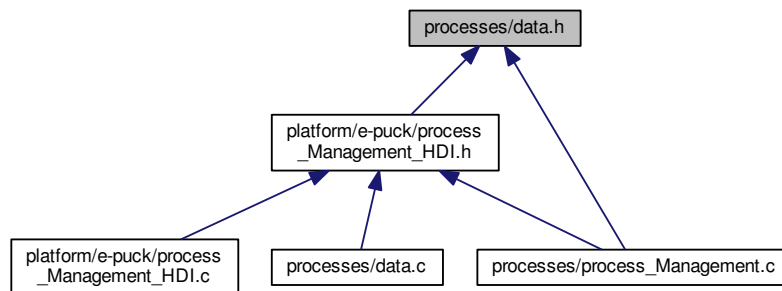 processes/data.h
platform/e-puck/process
_Management_HDI.h
platform/e-puck/process
_Management_HDI.c
processes/data.c
processes/process_Management.c